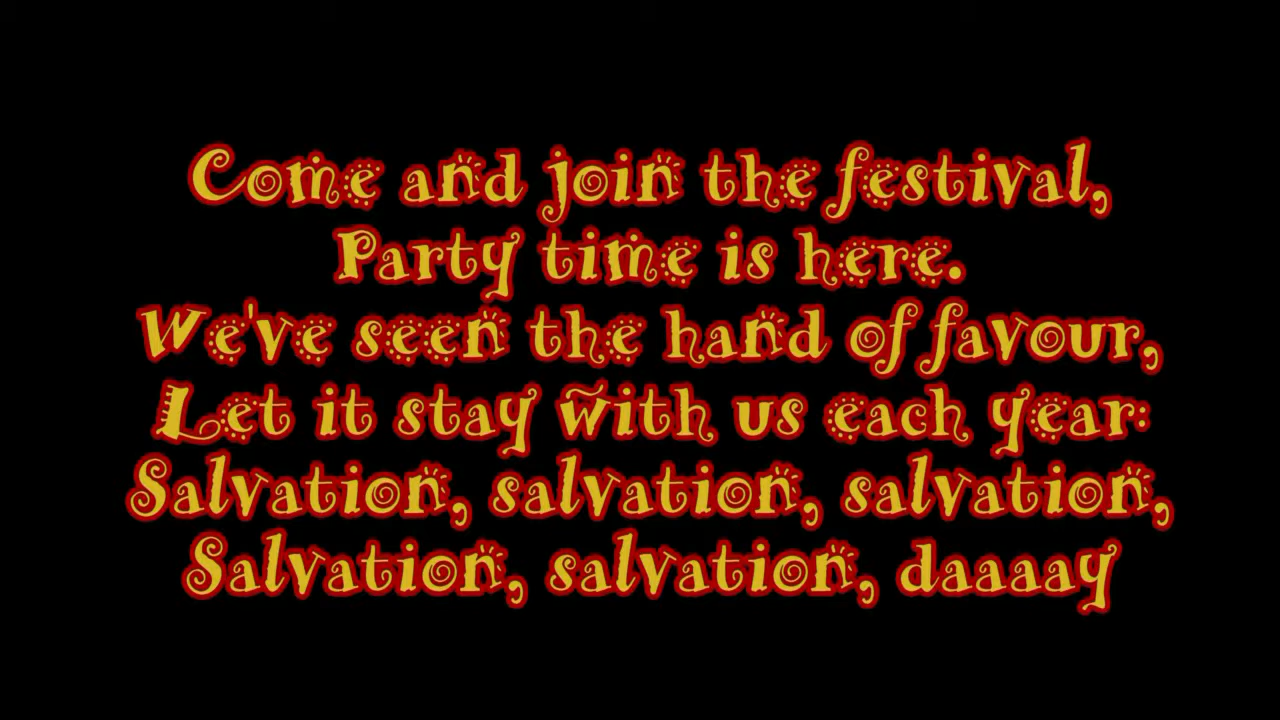 Come and join the festival,
Party time is here.
We've seen the hand of favour,
Let it stay with us each year:
Salvation, salvation, salvation,
Salvation, salvation, daaaay